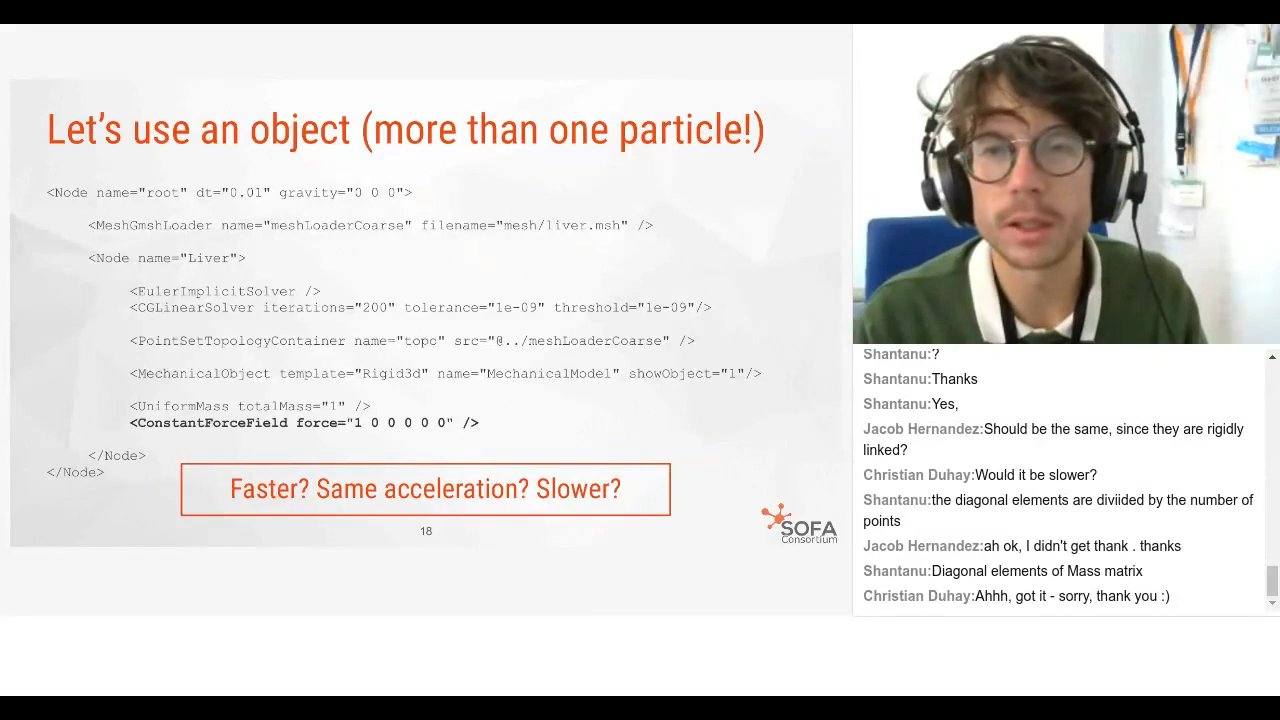 Let’s use an object (more than one particle!)
<Node name="root" dt="0.01" gravity="0 0 0">
<MeshGmshLoader name="meshLoaderCoarse" filename="mesh/liver.msh" />
<Node name="Liver">
<EulerImplicitSolver />
<CGLinearSolver iterations="200" tolerance="1e-09" threshold="1e-09"/>
<PointSetTopologyContainer name="topo" src="@../meshLoaderCoarse" />
<MechanicalObject template="Rigid3d" name="MechanicalModel" showObject="1"/>
<UniformMass totalMass="1" />
<ConstantForceField force="1 0 0 0 0 0" />
</Node>
</Node>
Faster? Same acceleration? Slower?
18
SOFA
Consortium
Shantanu:?
Shantanu:Thanks
Shantanu:Yes,
Jacob Hernandez:Should be the same, since they are rigidly
linked?
Christian Duhay:Would it be slower?
Shantanu:the diagonal elements are diviided by the number of
points
Jacob Hernandez:ah ok, I didn't get thank . thanks
Shantanu:Diagonal elements of Mass matrix
Christian Duhay:Ahhh, got it - sorry, thank you :)